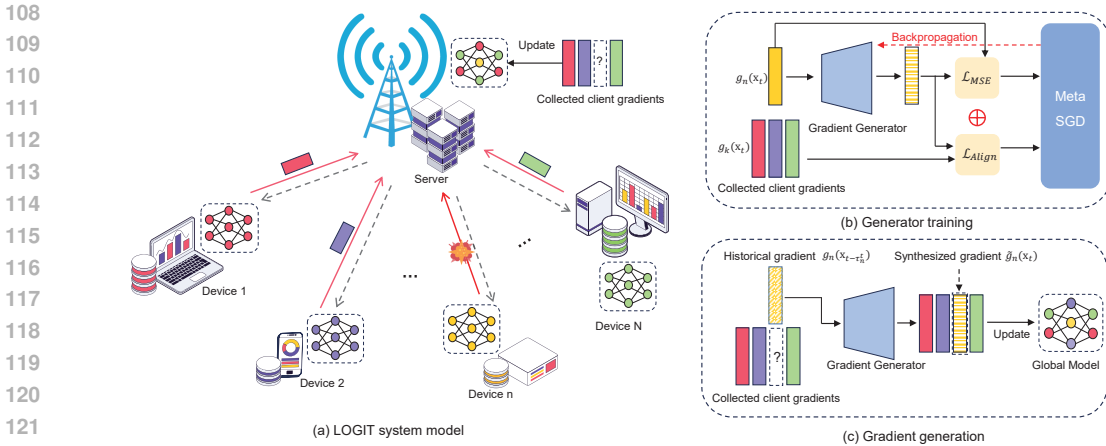 108
109
110
111
112
113
114
115
116
117
118
119
120
121
Update
?
Collected client gradients
Server
Device 1
Device 2
...
Device n
...
...
Device N
(a) LOGIT system model
Backpropagation
g_n(x_t)
Gradient Generator
ℒ_MSE
⊕
ℒ_Align
Meta
SGD
g_k(x_t)
Collected client gradients
(b) Generator training
Historical gradient g_n(x_{t−τ_n^t})
Synthesized gradient ĝ_n(x_t)
?
Gradient Generator
Update
Global Model
Collected client gradients
(c) Gradient generation